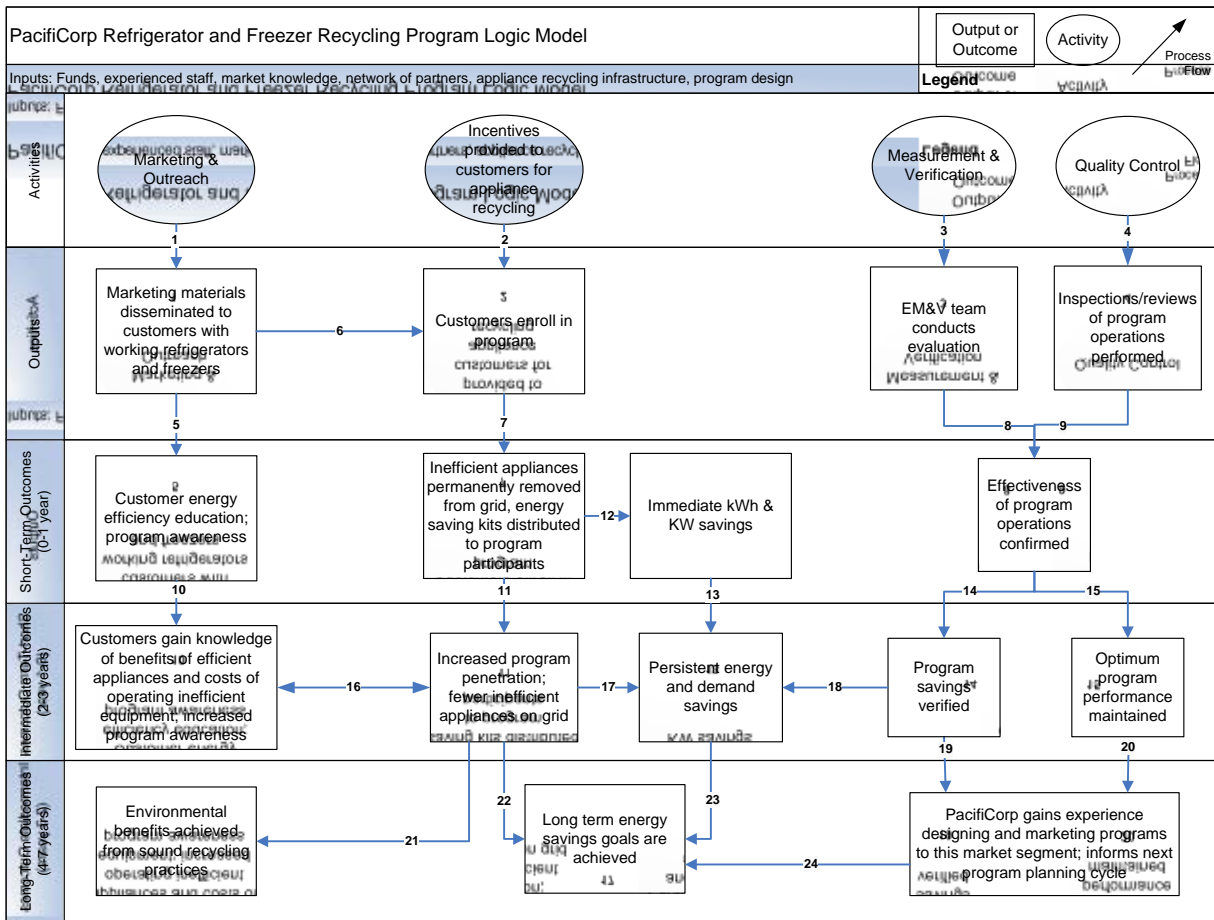 PacifiCorp Refrigerator and Freezer Recycling Program Logic Model
Output or
Outcome
Activity
Process
Flow
Inputs: Funds, experienced staff, market knowledge, network of partners, appliance recycling infrastructure, program design
Legend
Activities
Marketing &
Outreach
Incentives
provided to
customers for
appliance
recycling
Measurement &
Verification
Quality Control
1
2
3
4
Outputs
Marketing materials
disseminated to
customers with
working refrigerators
and freezers
6
Customers enroll in
program
EM&V team
conducts
evaluation
Inspections/reviews
of program
operations
performed
5
7
8
9
Short-Term Outcomes
(0-1 year)
Customer energy
efficiency education;
program awareness
Inefficient appliances
permanently removed
from grid, energy
saving kits distributed
to program
participants
12
Immediate kWh &
KW savings
Effectiveness
of program
operations
confirmed
10
11
13
14
15
Intermediate Outcomes
(2-3 years)
Customers gain knowledge
of benefits of efficient
appliances and costs of
operating inefficient
equipment; increased
program awareness
16
Increased program
penetration;
fewer inefficient
appliances on grid
17
Persistent energy
and demand
savings
18
Program
savings
verified
Optimum
program
performance
maintained
19
20
Long-Term Outcomes
(4-7 years)
Environmental
benefits achieved
from sound recycling
practices
21
22
23
Long term energy
savings goals are
achieved
24
PacifiCorp gains experience
designing and marketing programs
to this market segment; informs next
program planning cycle